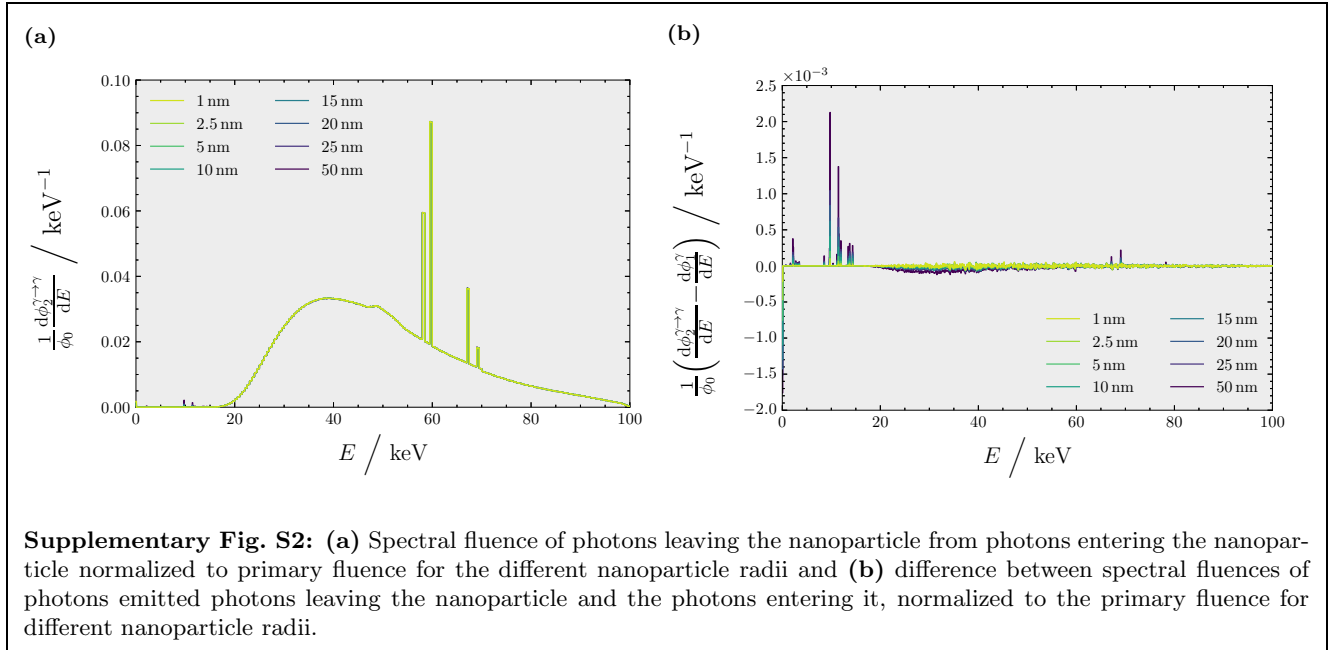 (a)
0.10
0.08
0.06
0.04
0.02
0.00
0
20
40
60
80
100
1 nm
2.5 nm
5 nm
10 nm
15 nm
20 nm
25 nm
50 nm
1/ϕ₀ dϕ₂^{γ→γ}/dE / keV⁻¹
E / keV
(b)
×10⁻³
2.5
2.0
1.5
1.0
0.5
0.0
−0.5
−1.0
−1.5
−2.0
0
20
40
60
80
100
1 nm
2.5 nm
5 nm
10 nm
15 nm
20 nm
25 nm
50 nm
1/ϕ₀ (dϕ₂^{γ→γ}/dE − dϕ₁^γ/dE) / keV⁻¹
E / keV
Supplementary Fig. S2: (a) Spectral fluence of photons leaving the nanoparticle from photons entering the nanopar-
ticle normalized to primary fluence for the different nanoparticle radii and (b) difference between spectral fluences of
photons emitted photons leaving the nanoparticle and the photons entering it, normalized to the primary fluence for
different nanoparticle radii.